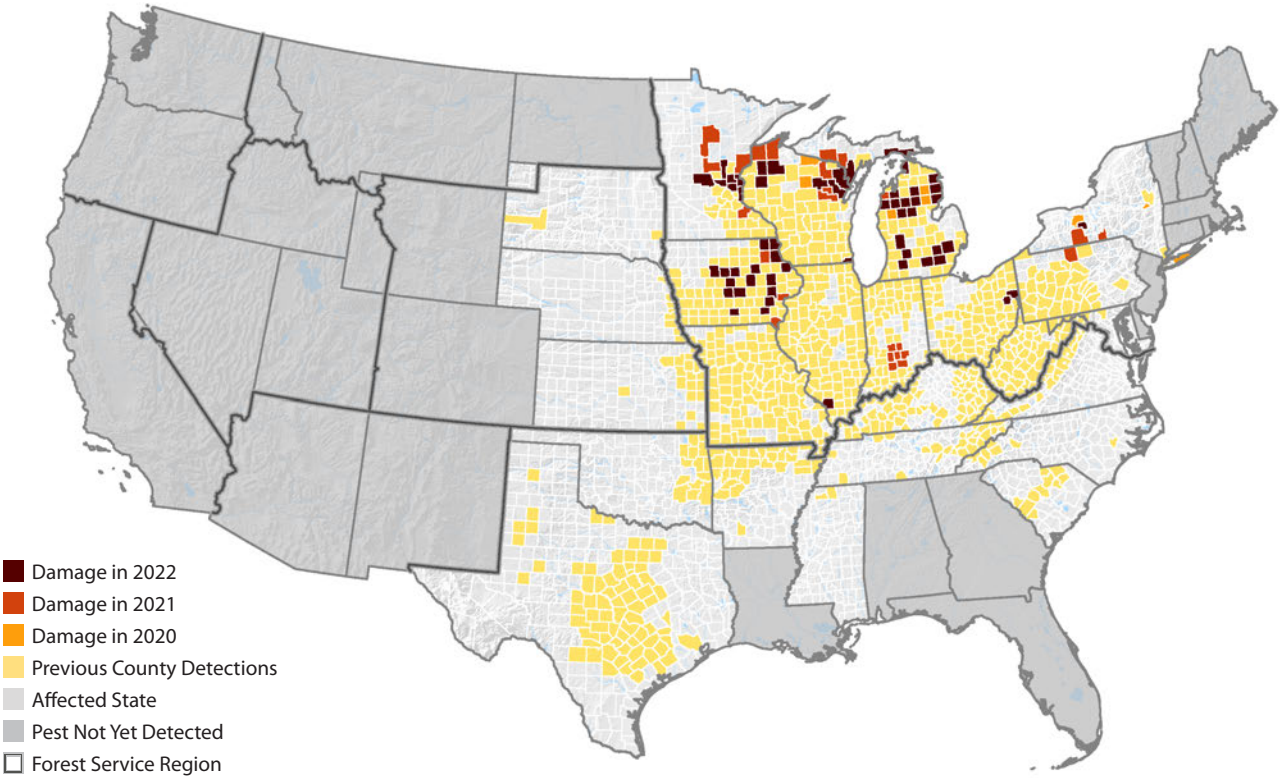 Damage in 2022
Damage in 2021
Damage in 2020
Previous County Detections
Affected State
Pest Not Yet Detected
Forest Service Region